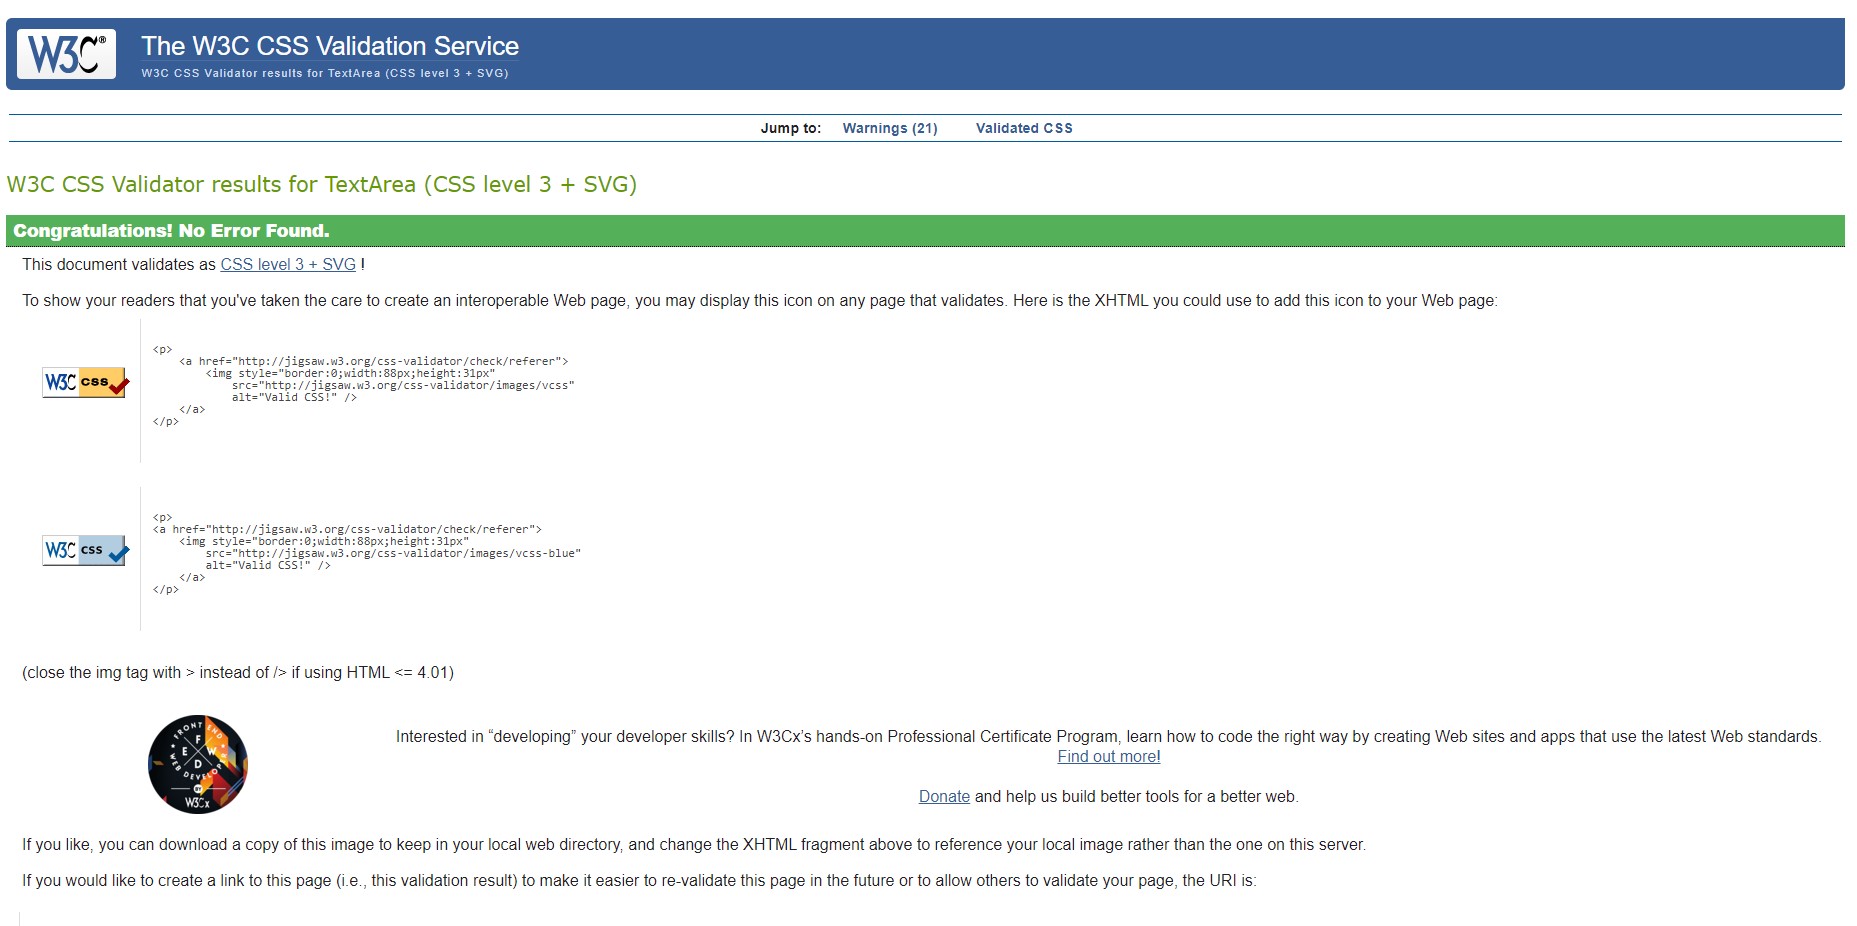 W3C®
The W3C CSS Validation Service
W3C CSS Validator results for TextArea (CSS level 3 + SVG)
Jump to: Warnings (21) Validated CSS
W3C CSS Validator results for TextArea (CSS level 3 + SVG)
Congratulations! No Error Found.
This document validates as CSS level 3 + SVG !
To show your readers that you've taken the care to create an interoperable Web page, you may display this icon on any page that validates. Here is the XHTML you could use to add this icon to your Web page:
W3C css
<p>
    <a href="http://jigsaw.w3.org/css-validator/check/referer">
        <img style="border:0;width:88px;height:31px"
            src="http://jigsaw.w3.org/css-validator/images/vcss"
            alt="Valid CSS!" />
    </a>
</p>
W3C css
<p>
<a href="http://jigsaw.w3.org/css-validator/check/referer">
    <img style="border:0;width:88px;height:31px"
        src="http://jigsaw.w3.org/css-validator/images/vcss-blue"
        alt="Valid CSS!" />
    </a>
</p>
(close the img tag with > instead of /> if using HTML <= 4.01)
FRONT END
F
E W
D
WEB DEVELOPER
W3Cx
Interested in “developing” your developer skills? In W3Cx’s hands-on Professional Certificate Program, learn how to code the right way by creating Web sites and apps that use the latest Web standards.
Find out more!
Donate and help us build better tools for a better web.
If you like, you can download a copy of this image to keep in your local web directory, and change the XHTML fragment above to reference your local image rather than the one on this server.
If you would like to create a link to this page (i.e., this validation result) to make it easier to re-validate this page in the future or to allow others to validate your page, the URI is: